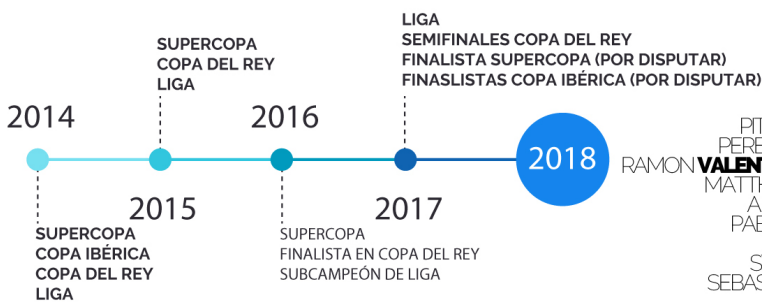 LIGA
SEMIFINALES COPA DEL REY
FINALISTA SUPERCOPA (POR DISPUTAR)
FINASLISTAS COPA IBÉRICA (POR DISPUTAR)
SUPERCOPA
COPA DEL REY
LIGA
2014
2016
2018
2015
2017
SUPERCOPA
COPA IBÉRICA
COPA DEL REY
LIGA
SUPERCOPA
FINALISTA EN COPA DEL REY
SUBCAMPEÓN DE LIGA
RAMON